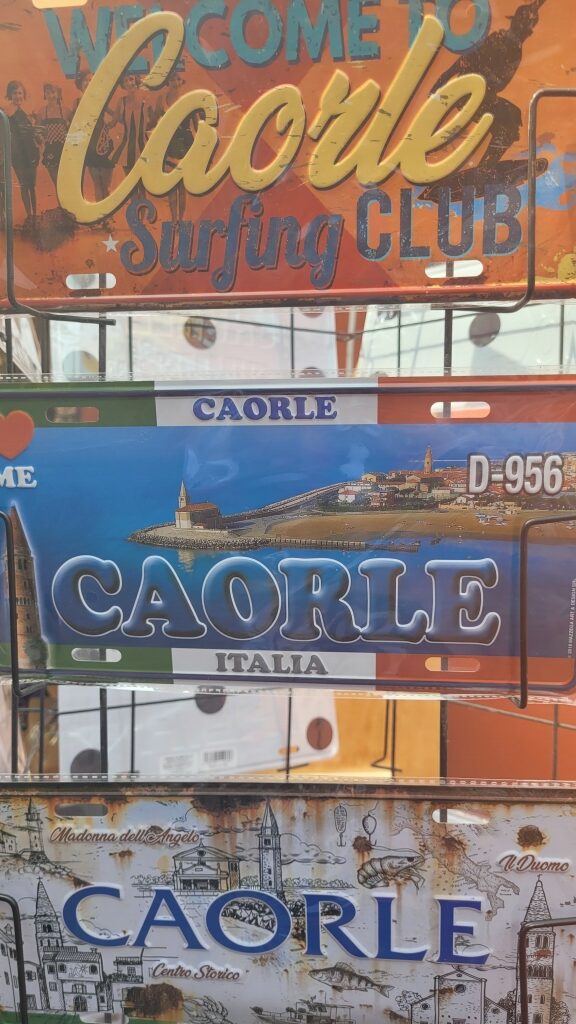 WELCOME TO
Caorle
Surfing CLUB
CAORLE
ME
D-956
CAORLE
ITALIA
Madonna dell'Angelo
Il Duomo
CAORLE
Centro Storico